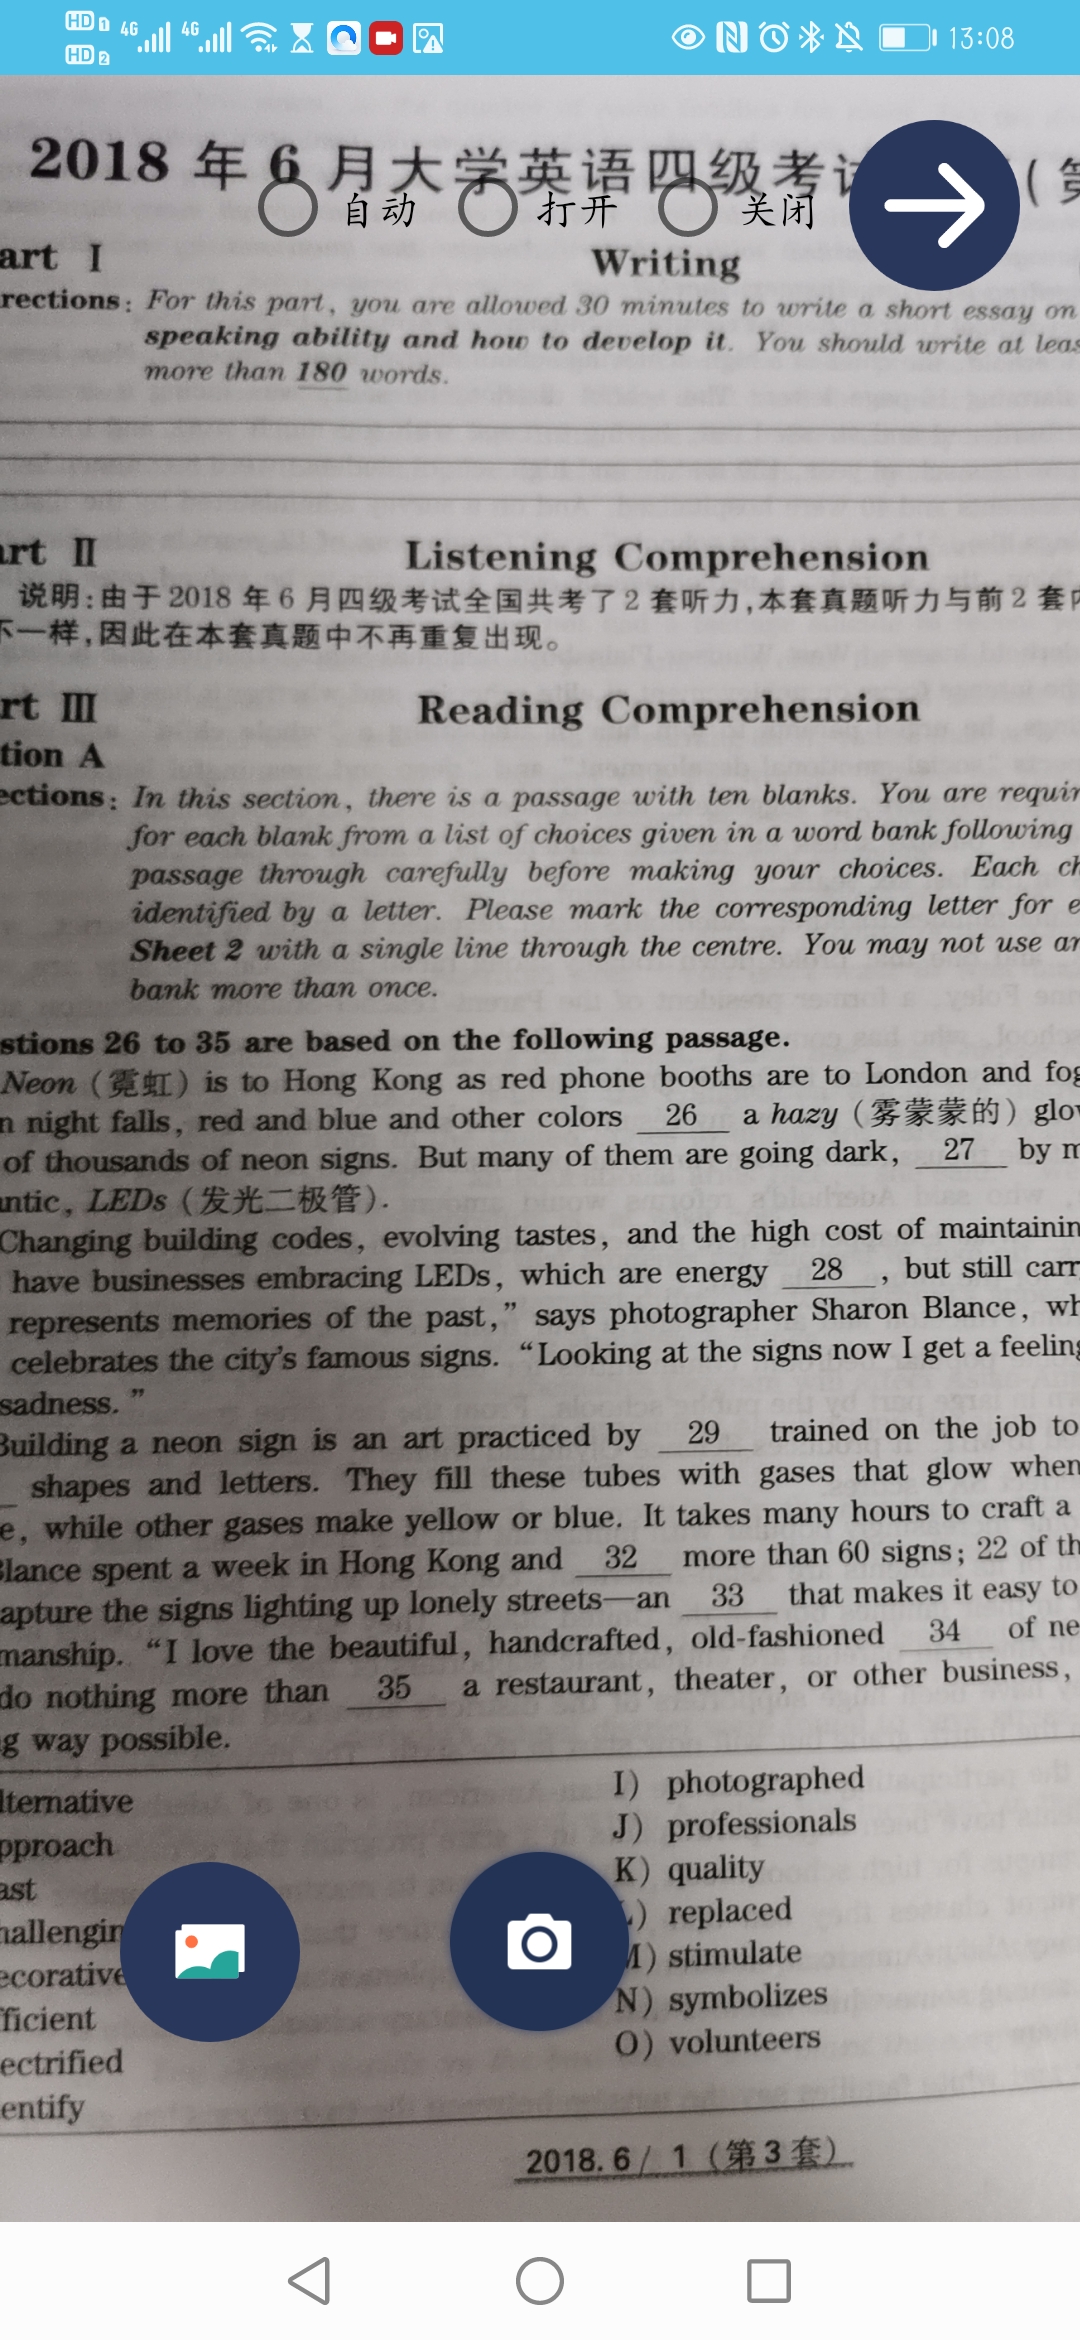 HD 1 4G 4G 13:08
HD 2
2018 年 6 月大学英语四级考试 (第
自动 打开 关闭
art I Writing
rections: For this part, you are allowed 30 minutes to write a short essay on
speaking ability and how to develop it. You should write at leas
more than 180 words.
art II Listening Comprehension
说明:由于 2018 年 6 月四级考试全国共考了 2 套听力,本套真题听力与前 2 套内
不一样,因此在本套真题中不再重复出现。
rt III Reading Comprehension
tion A
ections: In this section, there is a passage with ten blanks. You are requir
for each blank from a list of choices given in a word bank following
passage through carefully before making your choices. Each ch
identified by a letter. Please mark the corresponding letter for e
Sheet 2 with a single line through the centre. You may not use an
bank more than once.
stions 26 to 35 are based on the following passage.
Neon (霓虹) is to Hong Kong as red phone booths are to London and fog
n night falls, red and blue and other colors 26 a hazy (雾蒙蒙的) glow
of thousands of neon signs. But many of them are going dark, 27 by m
antic, LEDs (发光二极管).
Changing building codes, evolving tastes, and the high cost of maintainin
have businesses embracing LEDs, which are energy 28 , but still carr
represents memories of the past," says photographer Sharon Blance, wh
celebrates the city's famous signs. "Looking at the signs now I get a feeling
sadness."
Building a neon sign is an art practiced by 29 trained on the job to
shapes and letters. They fill these tubes with gases that glow when
e, while other gases make yellow or blue. It takes many hours to craft a
Blance spent a week in Hong Kong and 32 more than 60 signs; 22 of th
apture the signs lighting up lonely streets—an 33 that makes it easy to
manship. "I love the beautiful, handcrafted, old-fashioned 34 of ne
do nothing more than 35 a restaurant, theater, or other business,
g way possible.
lternative I) photographed
pproach J) professionals
ast K) quality
hallengin L) replaced
ecorative M) stimulate
fficient N) symbolizes
ectrified O) volunteers
entify
2018. 6 / 1 (第 3 套)